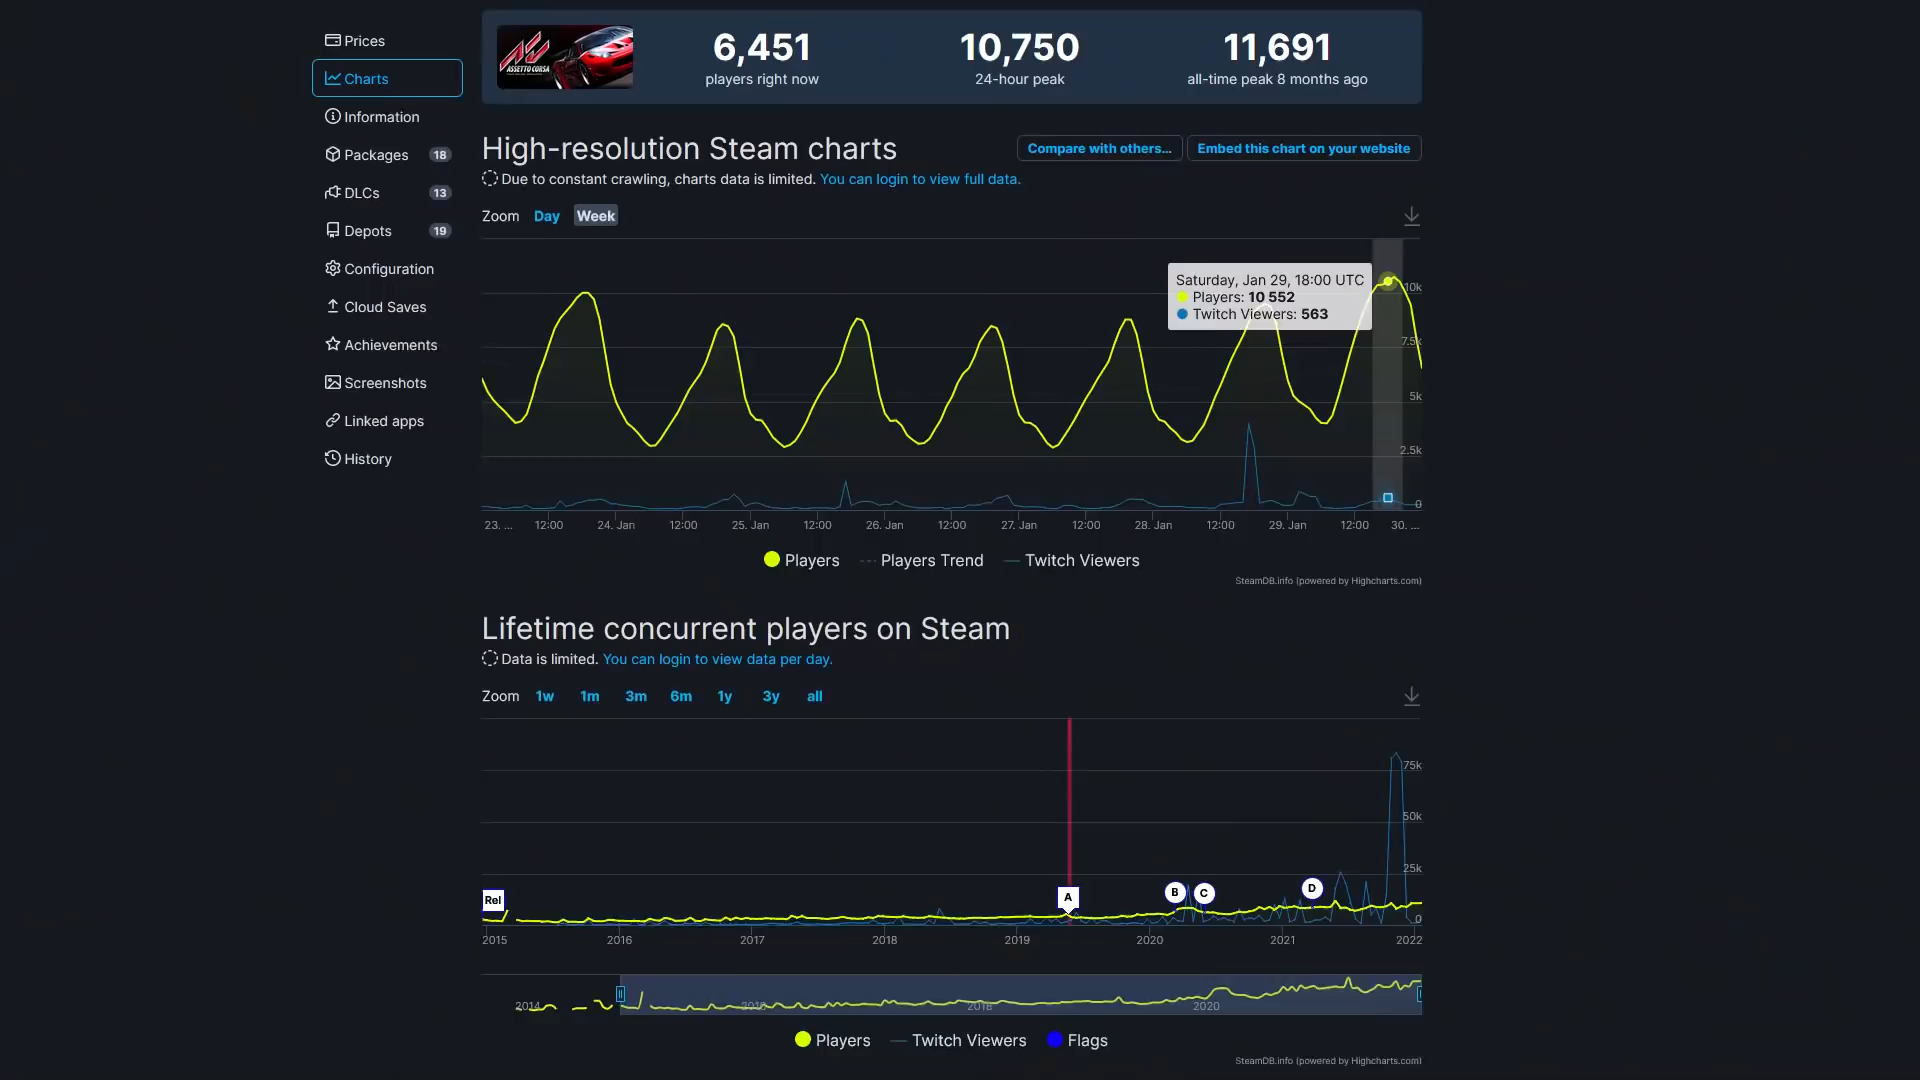 Prices
Charts
Information
Packages 18
DLCs 13
Depots 19
Configuration
Cloud Saves
Achievements
Screenshots
Linked apps
History
ASSETTO CORSA
6,451
players right now
10,750
24-hour peak
11,691
all-time peak 8 months ago
High-resolution Steam charts
Compare with others...
Embed this chart on your website
Due to constant crawling, charts data is limited. You can login to view full data.
Zoom Day Week
Saturday, Jan 29, 18:00 UTC
Players: 10 552
Twitch Viewers: 563
10k
7.5k
5k
2.5k
0
23. ... 12:00 24. Jan 12:00 25. Jan 12:00 26. Jan 12:00 27. Jan 12:00 28. Jan 12:00 29. Jan 12:00 30. ...
Players Players Trend Twitch Viewers
SteamDB.info (powered by Highcharts.com)
Lifetime concurrent players on Steam
Data is limited. You can login to view data per day.
Zoom 1w 1m 3m 6m 1y 3y all
75k
50k
25k
0
Rel A B C D
2015 2016 2017 2018 2019 2020 2021 2022
2014 2016 2018 2020
Players Twitch Viewers Flags
SteamDB.info (powered by Highcharts.com)